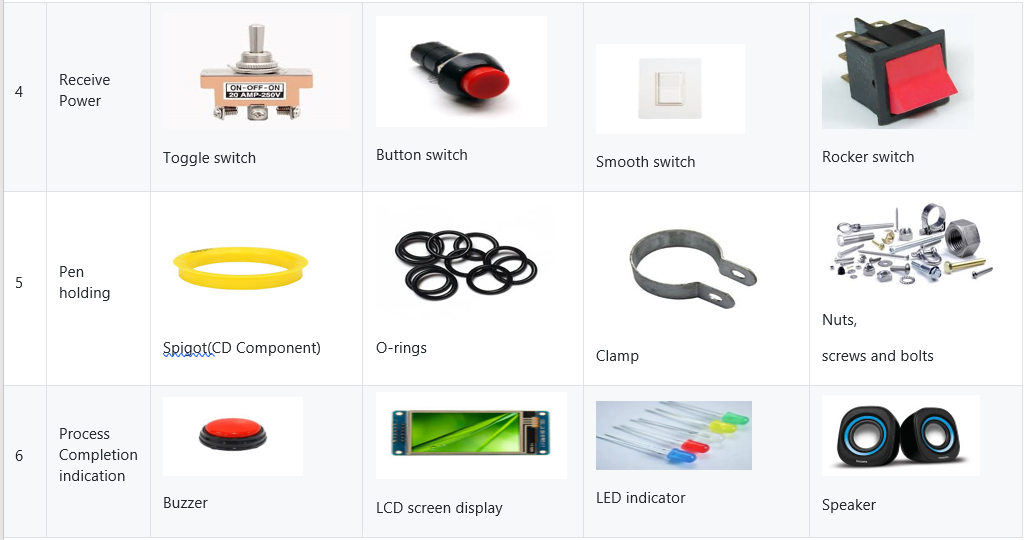 4
Receive
Power
ON-OFF-ON
20 AMP-250V
Toggle switch
Button switch
Smooth switch
Rocker switch
5
Pen
holding
Spigot(CD Component)
O-rings
Clamp
Nuts,
screws and bolts
6
Process
Completion
indication
Buzzer
LCD screen display
LED indicator
Speaker